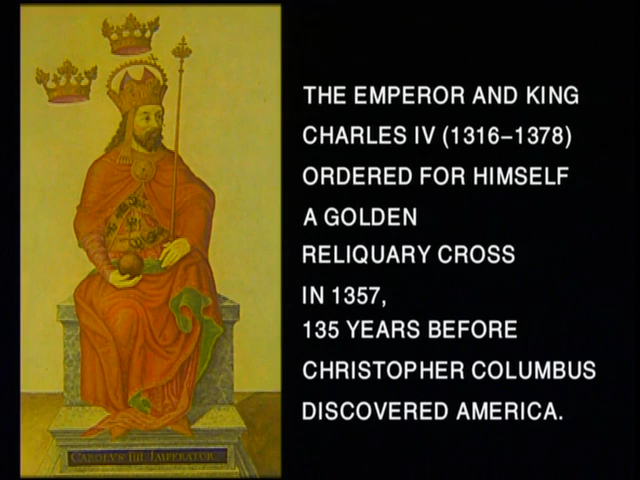 THE EMPEROR AND KING
CHARLES IV (1316–1378)
ORDERED FOR HIMSELF
A GOLDEN
RELIQUARY CROSS
IN 1357,
135 YEARS BEFORE
CHRISTOPHER COLUMBUS
DISCOVERED AMERICA.
CAROLVS IIII IMPERATOR